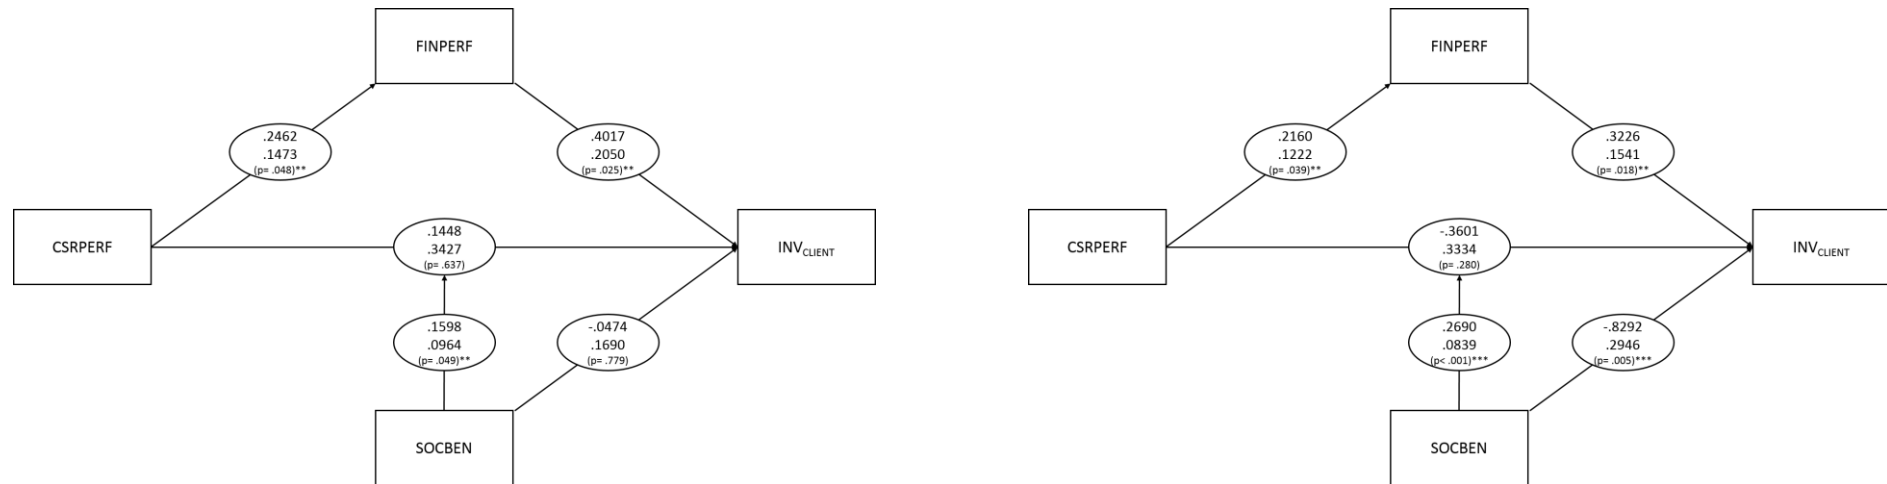 FINPERF
.2462
.1473
(p= .048)**
.4017
.2050
(p= .025)**
CSRPERF
.1448
.3427
(p= .637)
INVCLIENT
.1598
.0964
(p= .049)**
-.0474
.1690
(p= .779)
SOCBEN
FINPERF
.2160
.1222
(p= .039)**
.3226
.1541
(p= .018)**
CSRPERF
-.3601
.3334
(p= .280)
INVCLIENT
.2690
.0839
(p< .001)***
-.8292
.2946
(p= .005)***
SOCBEN